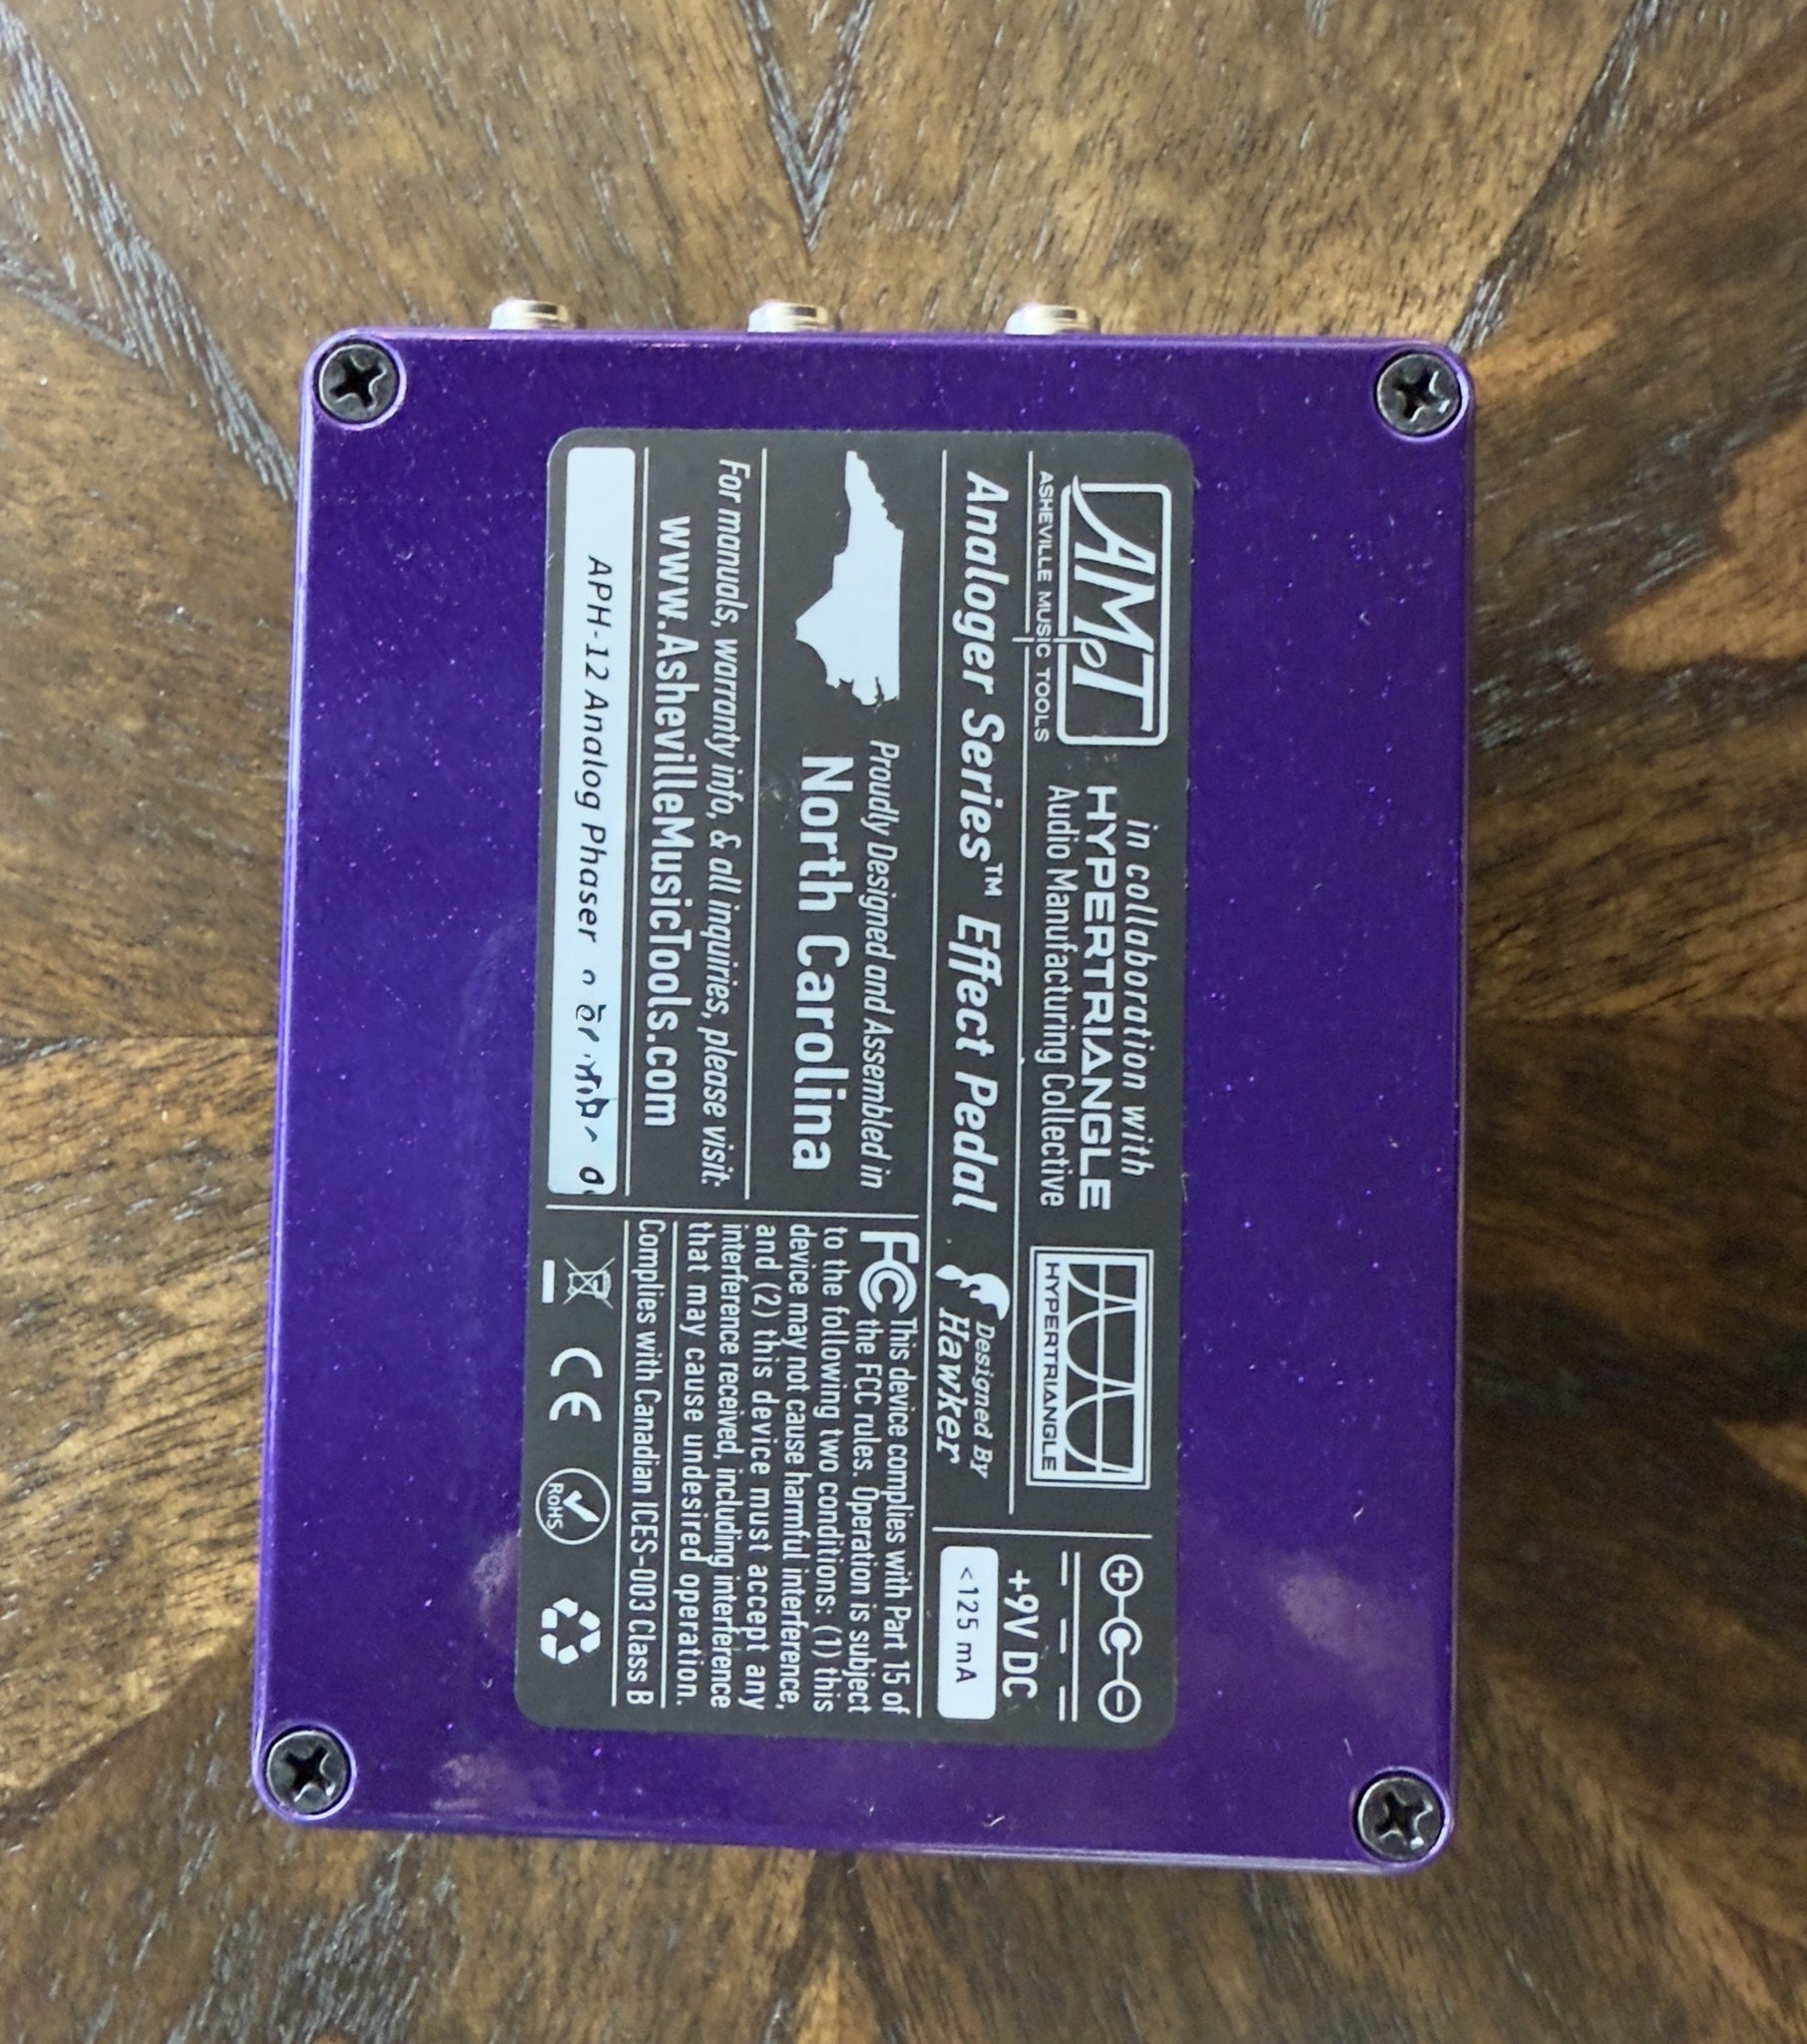 AMT
ASHEVILLE MUSIC TOOLS
in collaboration with
HYPERTRIANGLE
Audio Manufacturing Collective
HYPERTRIANGLE
+9V DC
<125 mA
Analoger Series™ Effect Pedal
Designed By
Hawker
Proudly Designed and Assembled in
North Carolina
For manuals, warranty info, & all inquiries, please visit:
www.AshevilleMusicTools.com
APH-12 Analog Phaser
FC This device complies with Part 15 of
the FCC rules. Operation is subject
to the following two conditions: (1) this
device may not cause harmful interference,
and (2) this device must accept any
interference received, including interference
that may cause undesired operation.
Complies with Canadian ICES-003 Class B
CE
RoHS